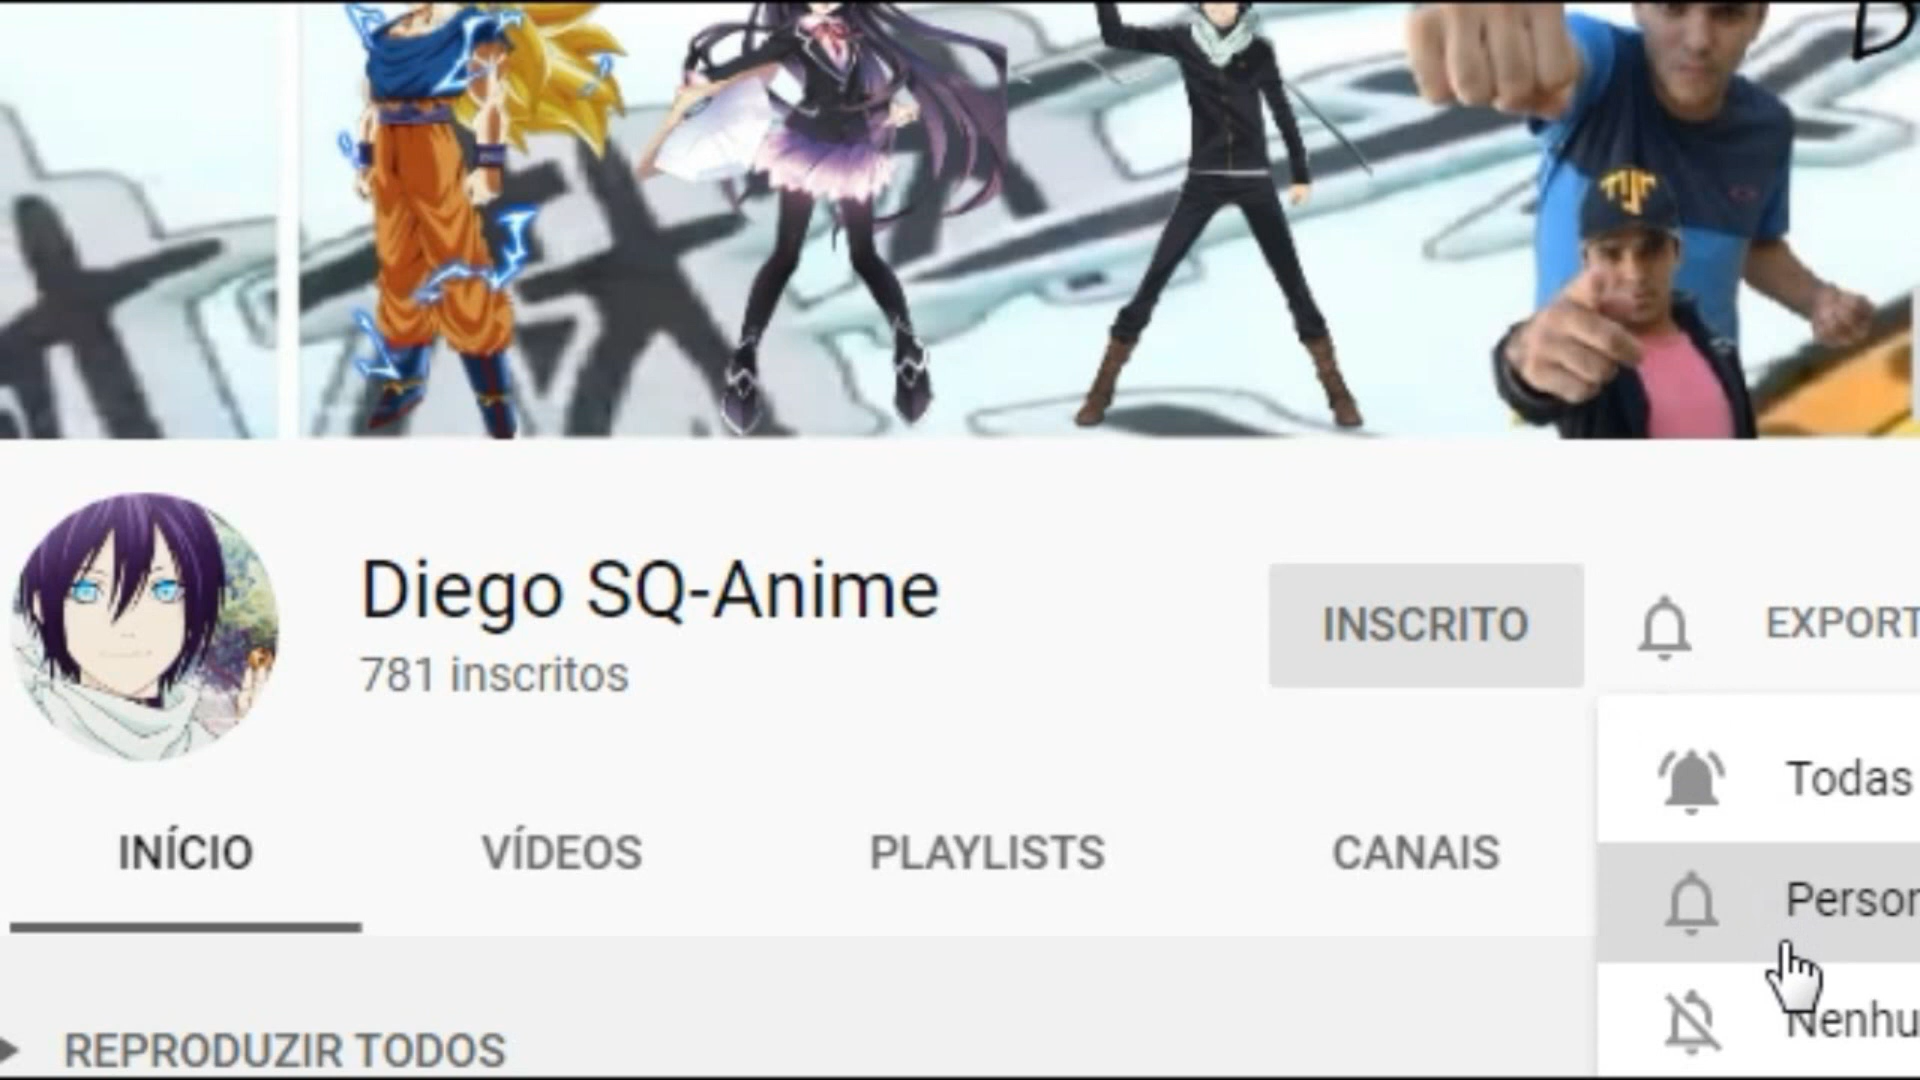 Diego SQ-Anime
781 inscritos
INSCRITO
EXPORT
Todas
Person
Nenhu
INÍCIO
VÍDEOS
PLAYLISTS
CANAIS
REPRODUZIR TODOS